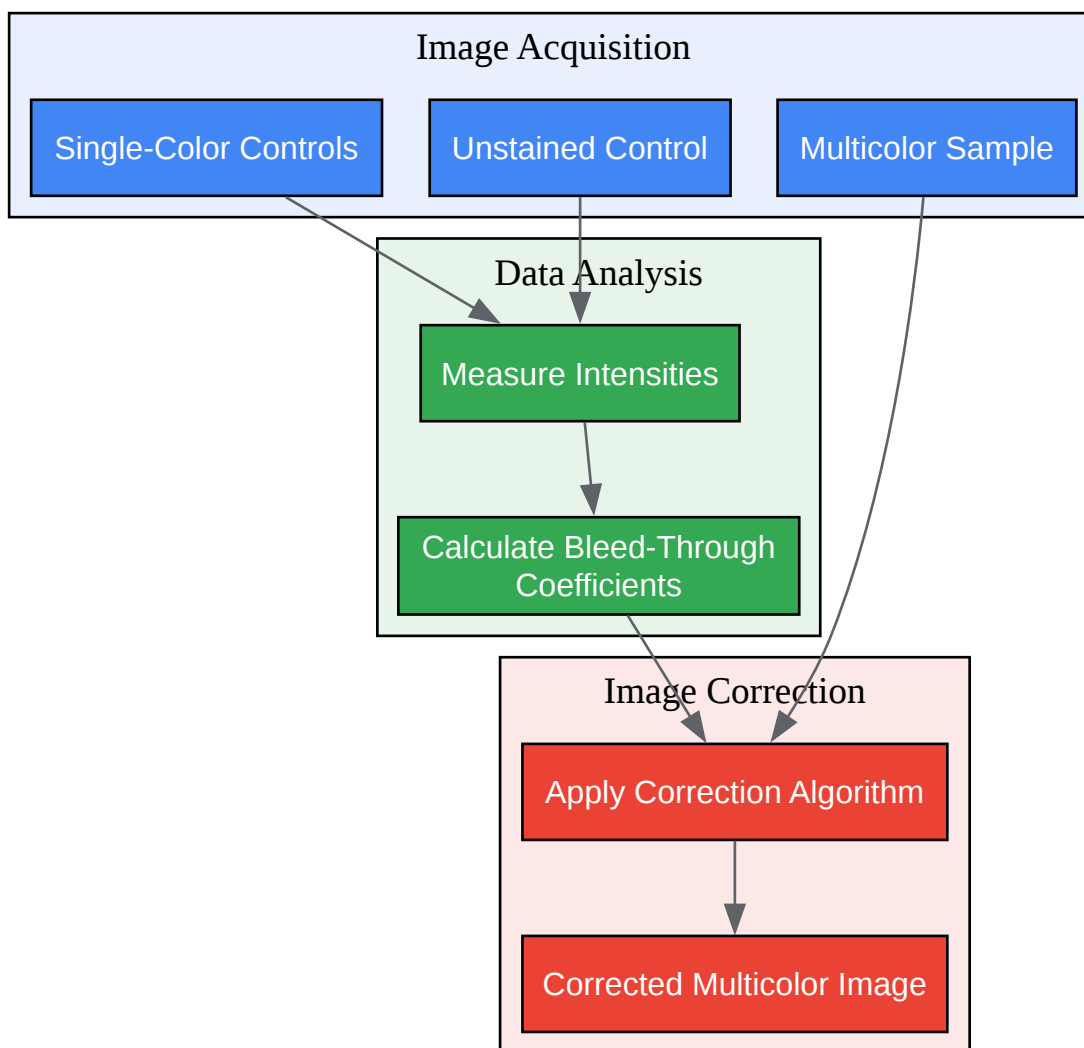 Image Acquisition
Single-Color Controls
Unstained Control
Multicolor Sample
Data Analysis
Measure Intensities
Calculate Bleed-Through
Coefficients
Image Correction
Apply Correction Algorithm
Corrected Multicolor Image